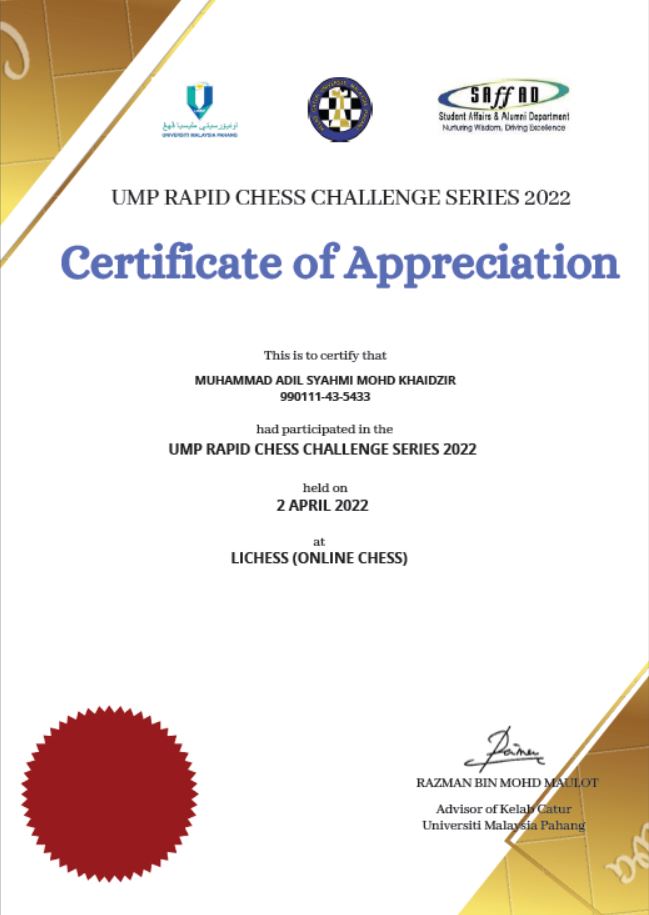 اونيۏرسيتي مليسيا ڤهڠ
UNIVERSITI MALAYSIA PAHANG
SAffAD
Student Affairs & Alumni Department
Nurturing Wisdom, Driving Excellence
UMP RAPID CHESS CHALLENGE SERIES 2022
Certificate of Appreciation
This is to certify that
MUHAMMAD ADIL SYAHMI MOHD KHAIDZIR
990111-43-5433
had participated in the
UMP RAPID CHESS CHALLENGE SERIES 2022
held on
2 APRIL 2022
at
LICHESS (ONLINE CHESS)
RAZMAN BIN MOHD MAULOT
Advisor of Kelab Catur
Universiti Malaysia Pahang